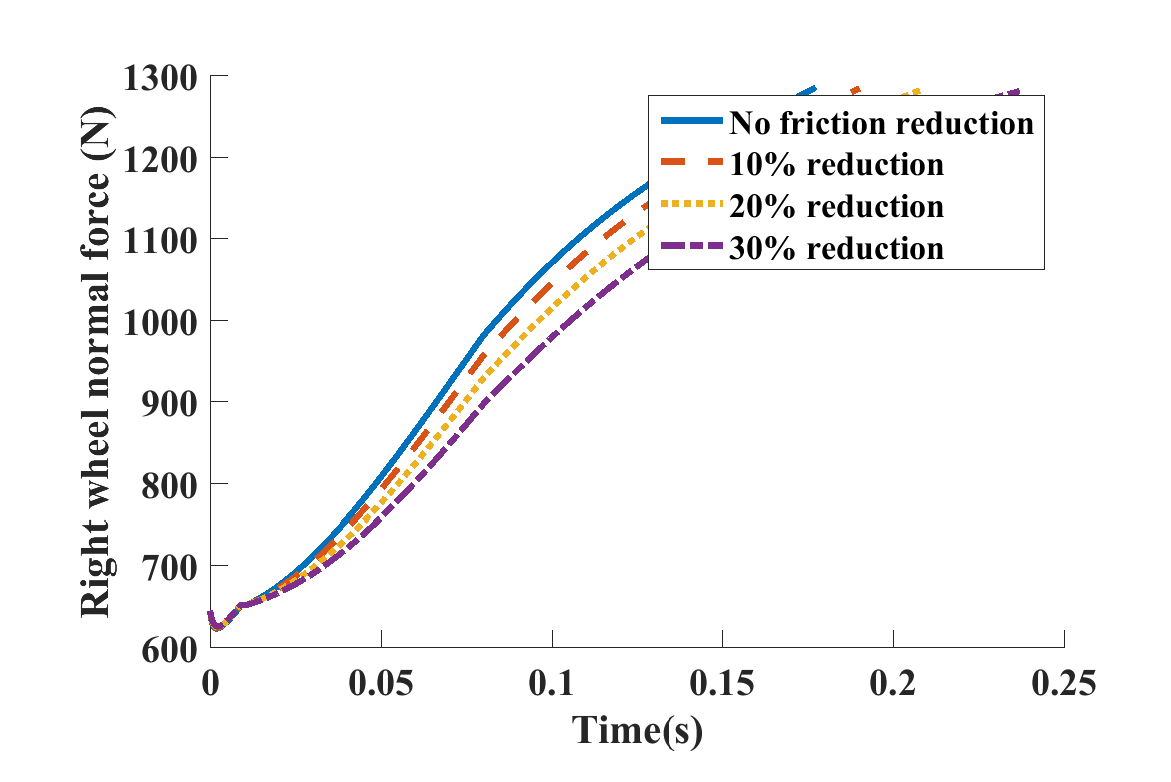 1300
1200
1100
1000
900
800
700
600
Right wheel normal force (N)
No friction reduction
10% reduction
20% reduction
30% reduction
0
0.05
0.1
0.15
0.2
0.25
Time(s)